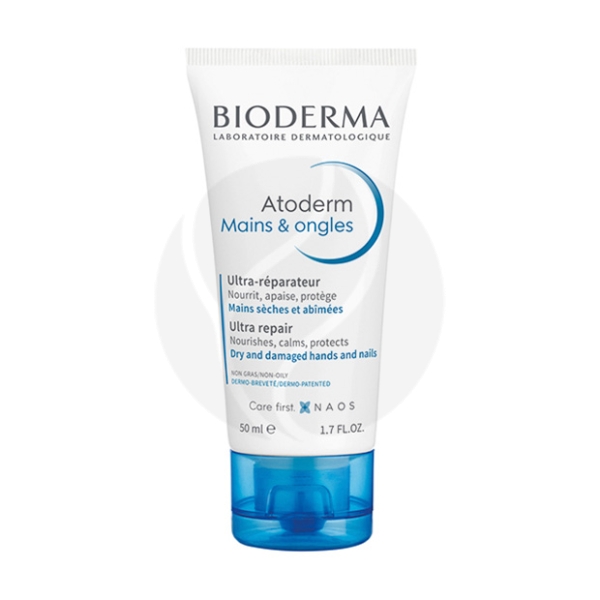 BIODERMA
LABORATOIRE DERMATOLOGIQUE
Atoderm
Mains & ongles
Ultra-réparateur
Nourrit, apaise, protège
Mains sèches et abîmées
Ultra repair
Nourishes, calms, protects
Dry and damaged hands and nails
NON GRAS/NON-OILY
DERMO-BREVETÉ/DERMO-PATENTED
Care first. NAOS
50 ml ℮ 1.7 FL.OZ.